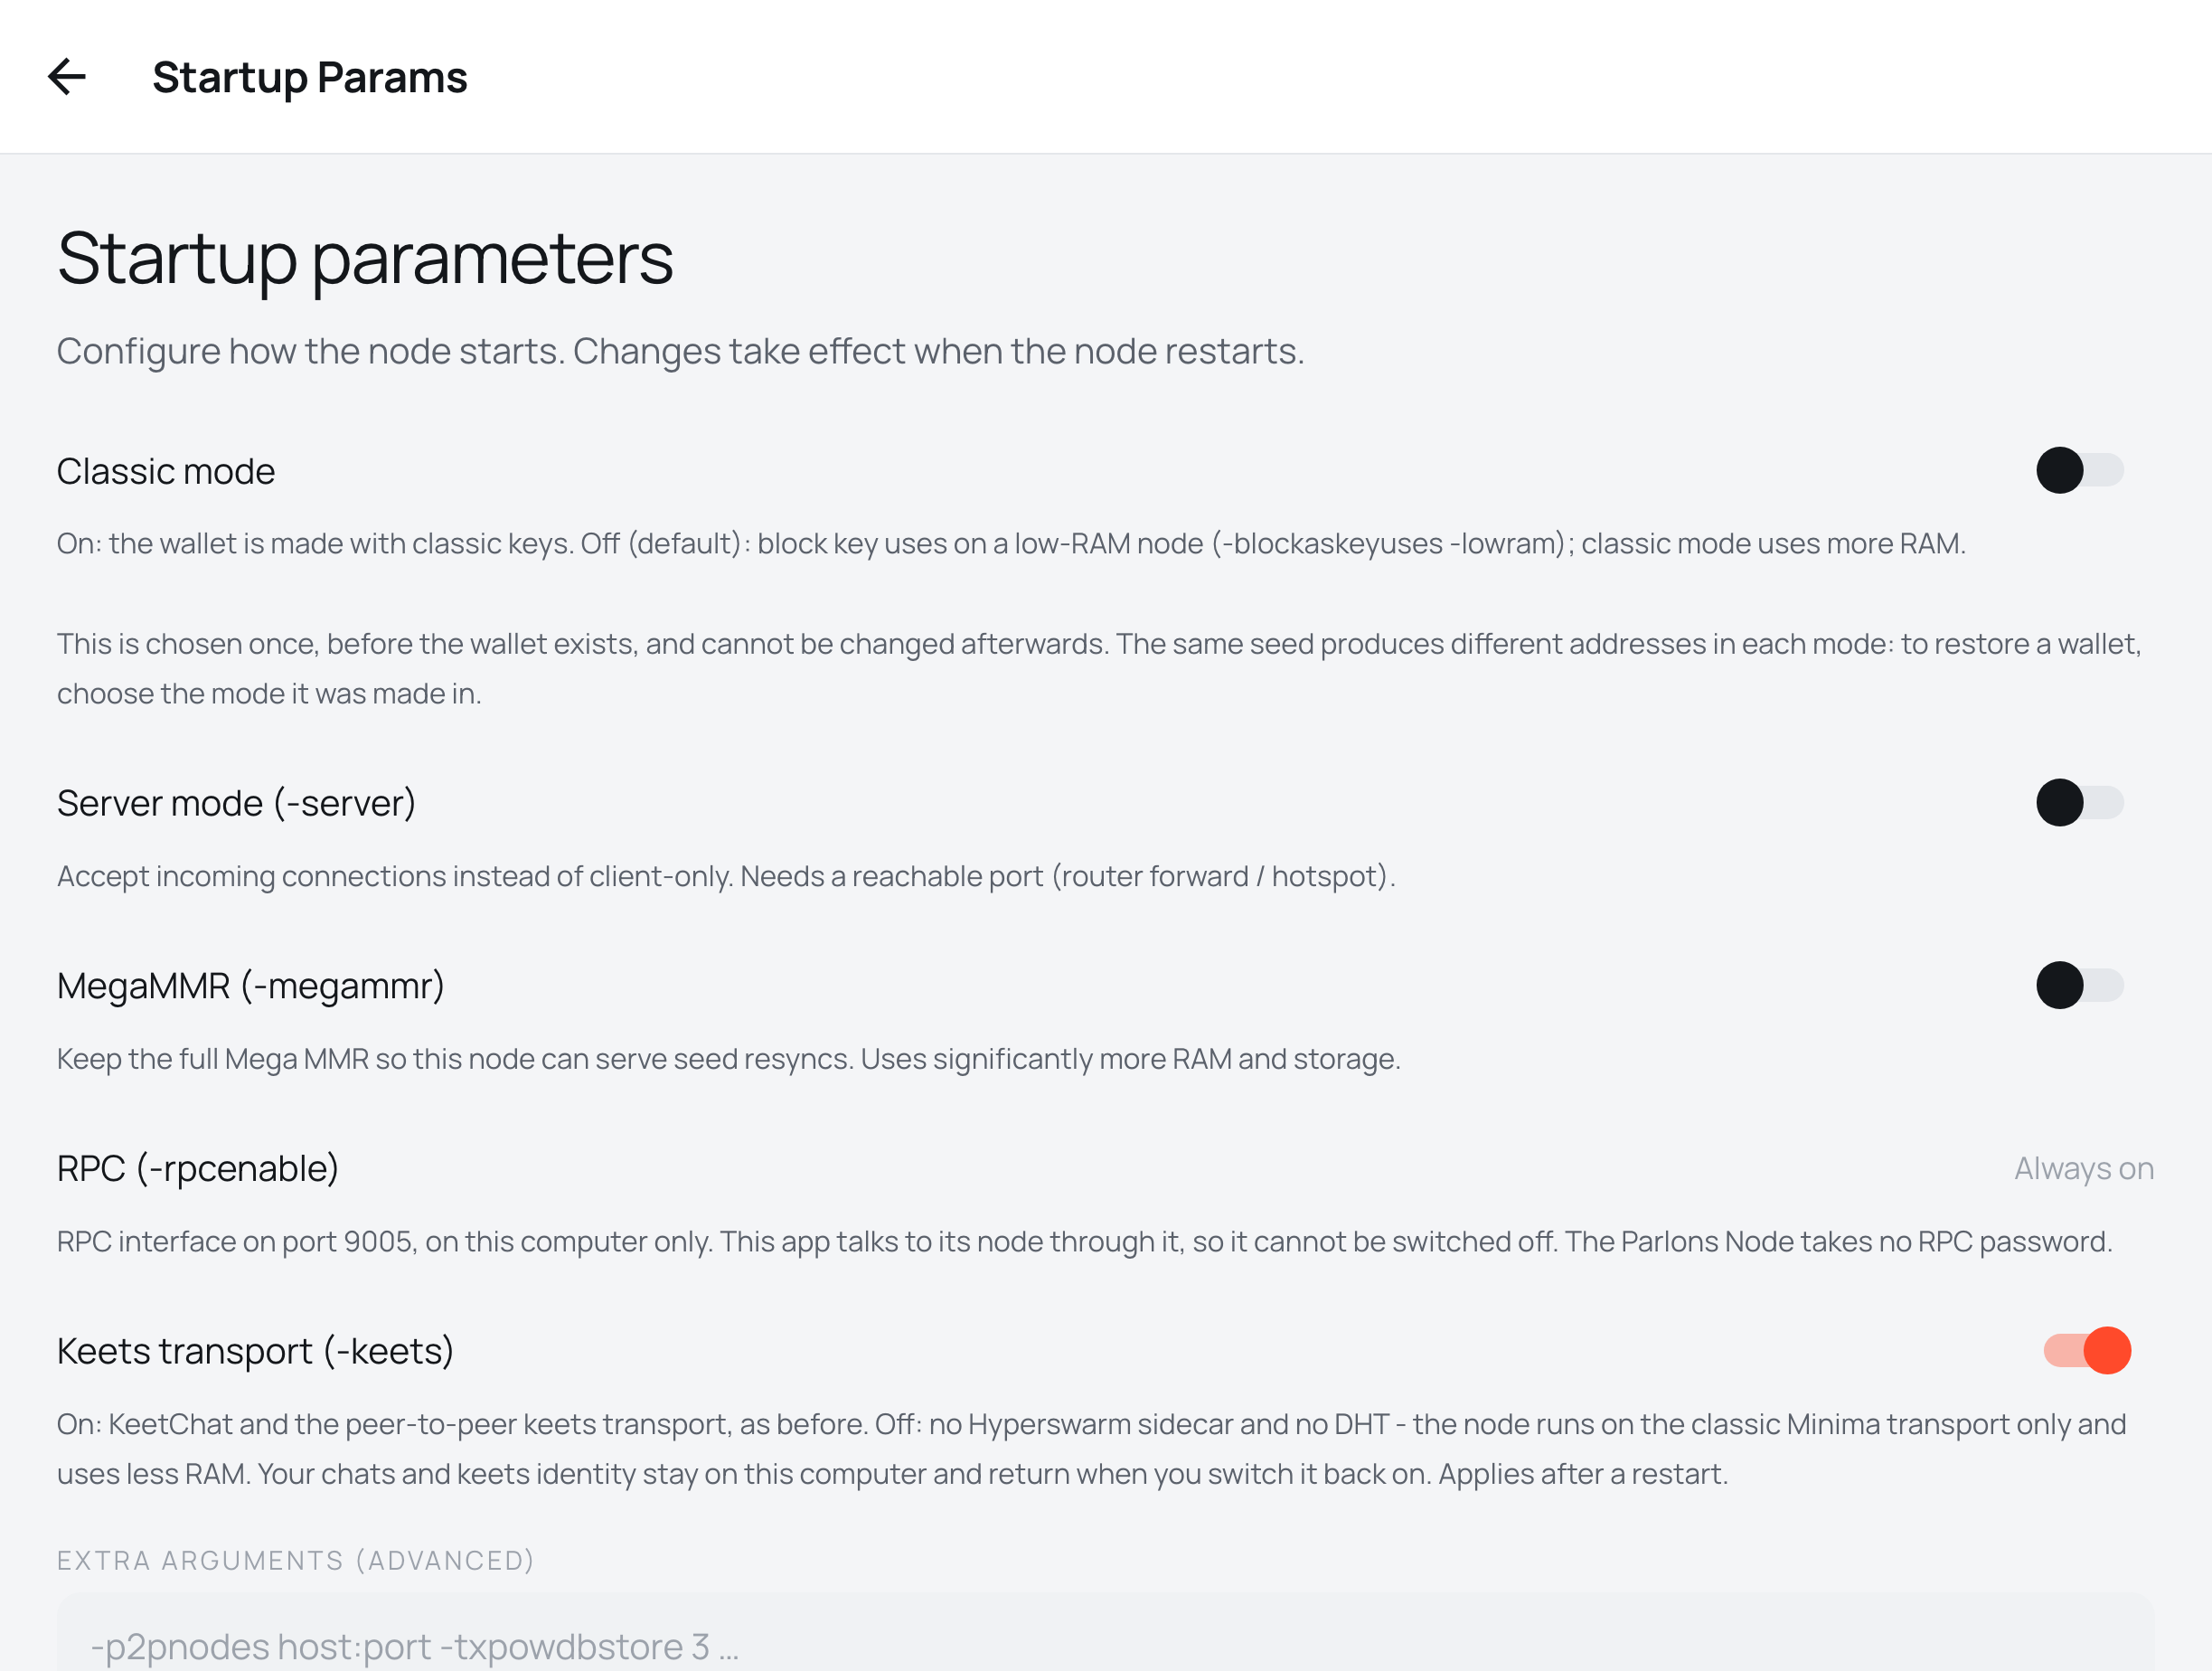 Startup Params
Startup parameters
Configure how the node starts. Changes take effect when the node restarts.
Classic mode
On: the wallet is made with classic keys. Off (default): block key uses on a low-RAM node (-blockaskeyuses -lowram); classic mode uses more RAM.
This is chosen once, before the wallet exists, and cannot be changed afterwards. The same seed produces different addresses in each mode: to restore a wallet,
choose the mode it was made in.
Server mode (-server)
Accept incoming connections instead of client-only. Needs a reachable port (router forward / hotspot).
MegaMMR (-megammr)
Keep the full Mega MMR so this node can serve seed resyncs. Uses significantly more RAM and storage.
RPC (-rpcenable)
Always on
RPC interface on port 9005, on this computer only. This app talks to its node through it, so it cannot be switched off. The Parlons Node takes no RPC password.
Keets transport (-keets)
On: KeetChat and the peer-to-peer keets transport, as before. Off: no Hyperswarm sidecar and no DHT - the node runs on the classic Minima transport only and
uses less RAM. Your chats and keets identity stay on this computer and return when you switch it back on. Applies after a restart.
EXTRA ARGUMENTS (ADVANCED)
-p2pnodes host:port -txpowdbstore 3 ...